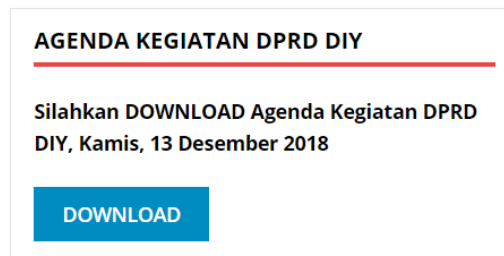 AGENDA KEGIATAN DPRD DIY
Silahkan DOWNLOAD Agenda Kegiatan DPRD
DIY, Kamis, 13 Desember 2018
DOWNLOAD